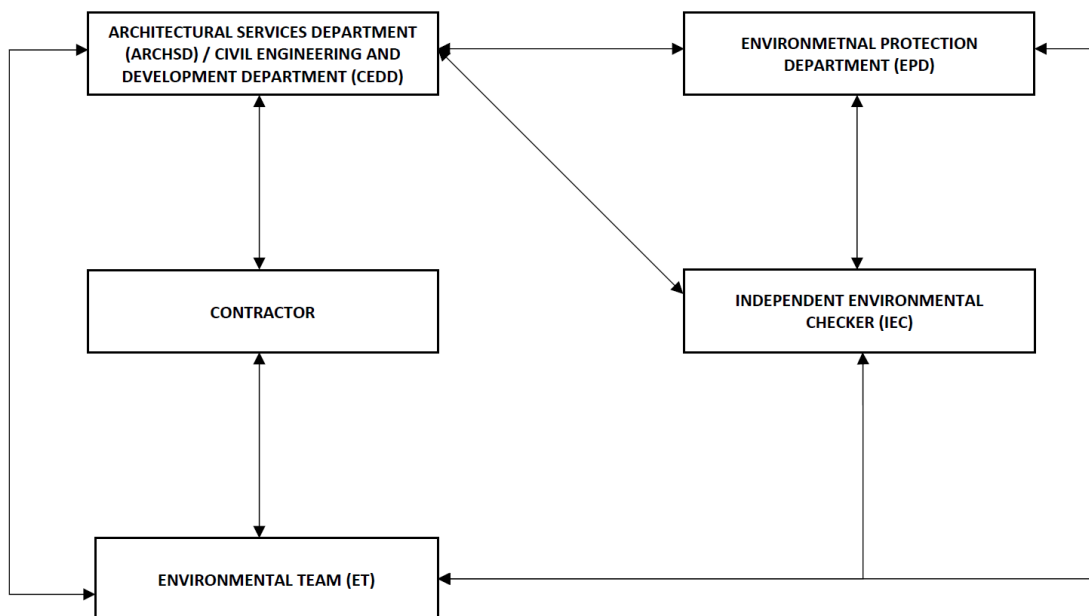 ARCHITECTURAL SERVICES DEPARTMENT
(ARCHSD) / CIVIL ENGINEERING AND
DEVELOPMENT DEPARTMENT (CEDD)
ENVIRONMETNAL PROTECTION
DEPARTMENT (EPD)
CONTRACTOR
INDEPENDENT ENVIRONMENTAL
CHECKER (IEC)
ENVIRONMENTAL TEAM (ET)